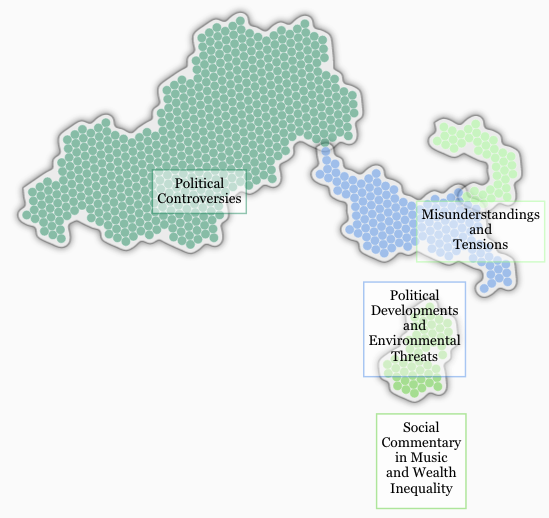 Political
Controversies
Misunderstandings
and
Tensions
Political
Developments
and
Environmental
Threats
Social
Commentary
in Music
and Wealth
Inequality